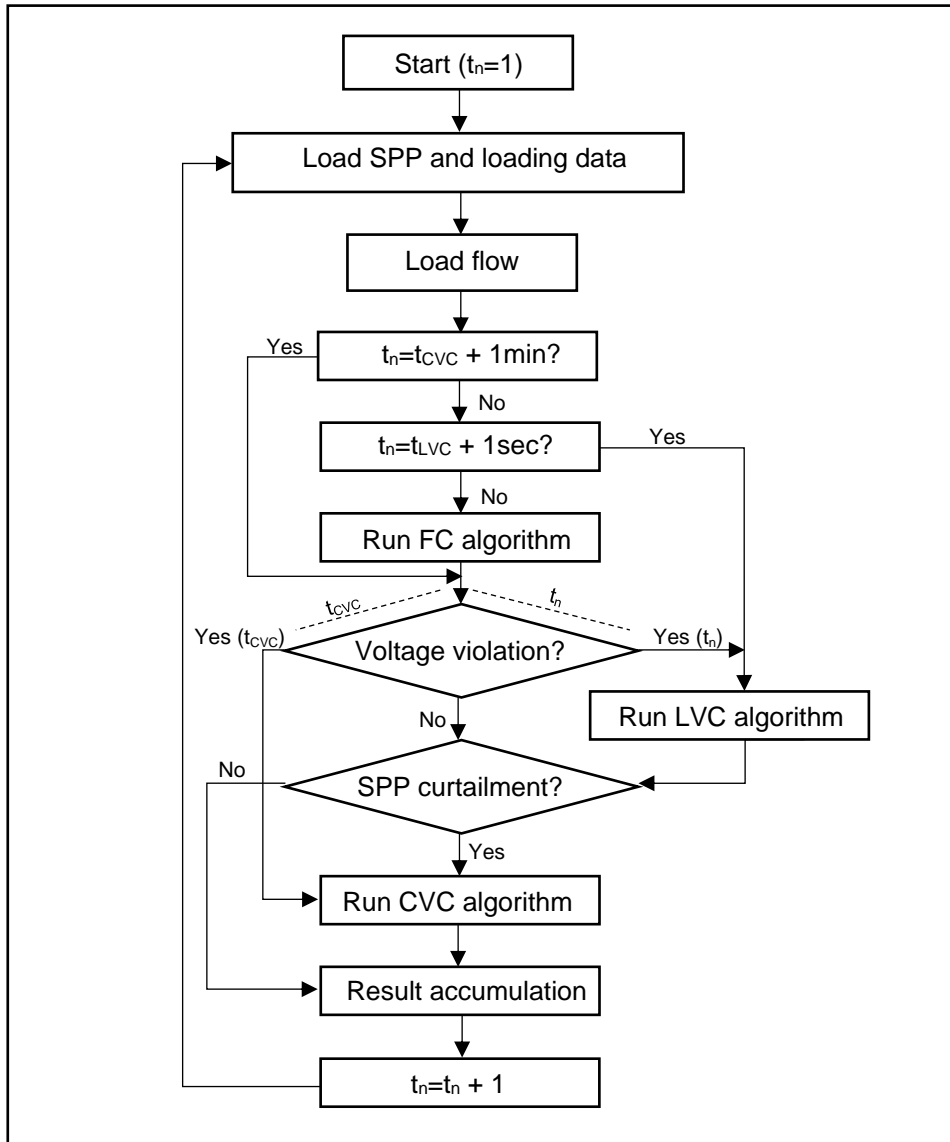 Start (tn=1)
Load SPP and loading data
Load flow
Yes
tn=tCVC + 1min?
No
tn=tLVC + 1sec?
Yes
No
Run FC algorithm
tCVC
tn
Yes (tCVC)
Voltage violation?
Yes (tn)
Run LVC algorithm
No
No
SPP curtailment?
Yes
Run CVC algorithm
Result accumulation
tn=tn + 1